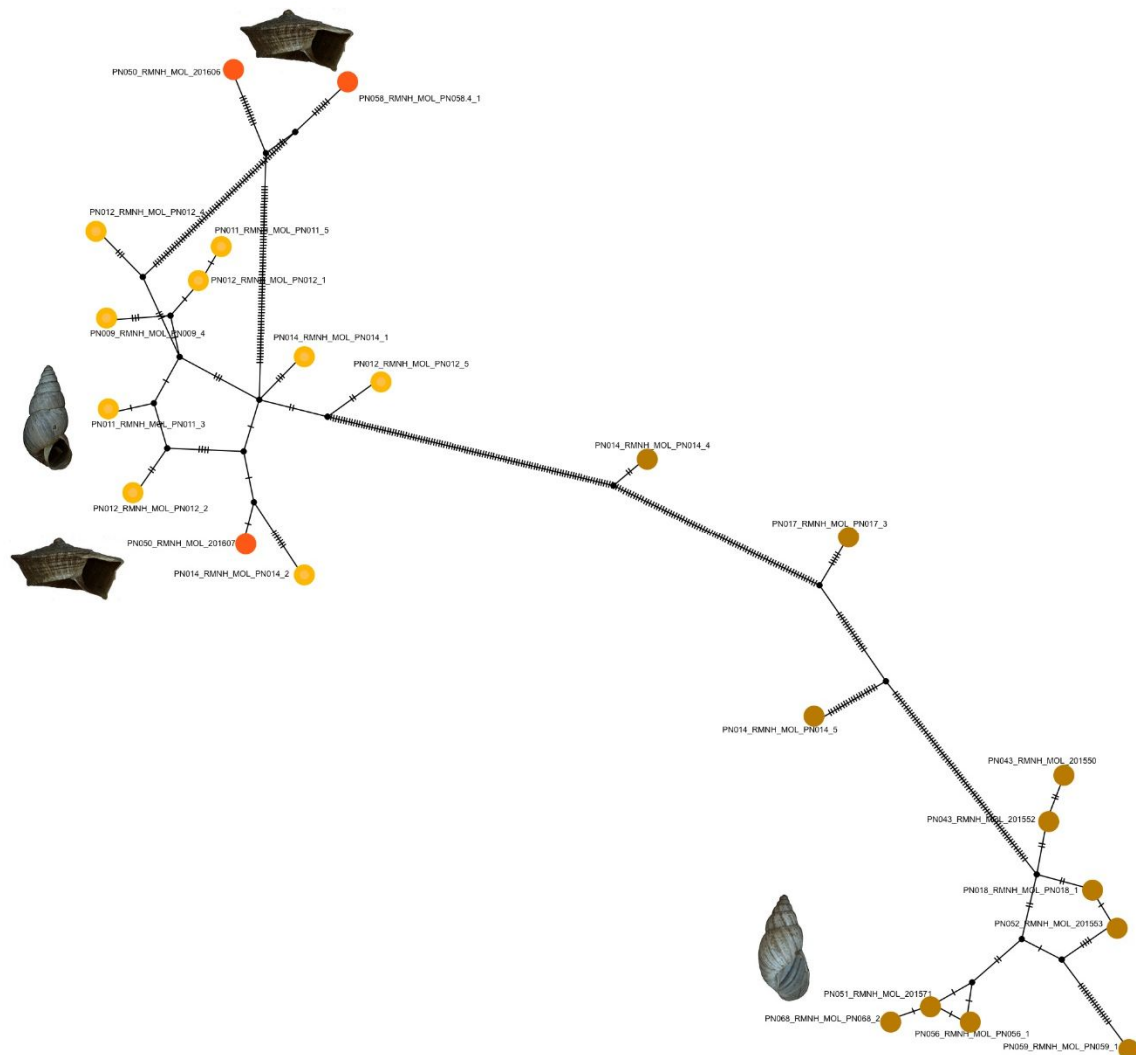 PN050_RMNH_MOL_201606
PN058_RMNH_MOL_PN058.4_1
PN012_RMNH_MOL_PN012_4
PN011_RMNH_MOL_PN011_5
PN012_RMNH_MOL_PN012_1
PN009_RMNH_MOL_PN009_4
PN014_RMNH_MOL_PN014_1
PN012_RMNH_MOL_PN012_5
PN011_RMNH_MOL_PN011_3
PN014_RMNH_MOL_PN014_4
PN012_RMNH_MOL_PN012_2
PN017_RMNH_MOL_PN017_3
PN050_RMNH_MOL_201607
PN014_RMNH_MOL_PN014_2
PN014_RMNH_MOL_PN014_5
PN043_RMNH_MOL_201550
PN043_RMNH_MOL_201552
PN018_RMNH_MOL_PN018_1
PN052_RMNH_MOL_201553
PN051_RMNH_MOL_201571
PN068_RMNH_MOL_PN068_2
PN056_RMNH_MOL_PN056_1
PN059_RMNH_MOL_PN059_1